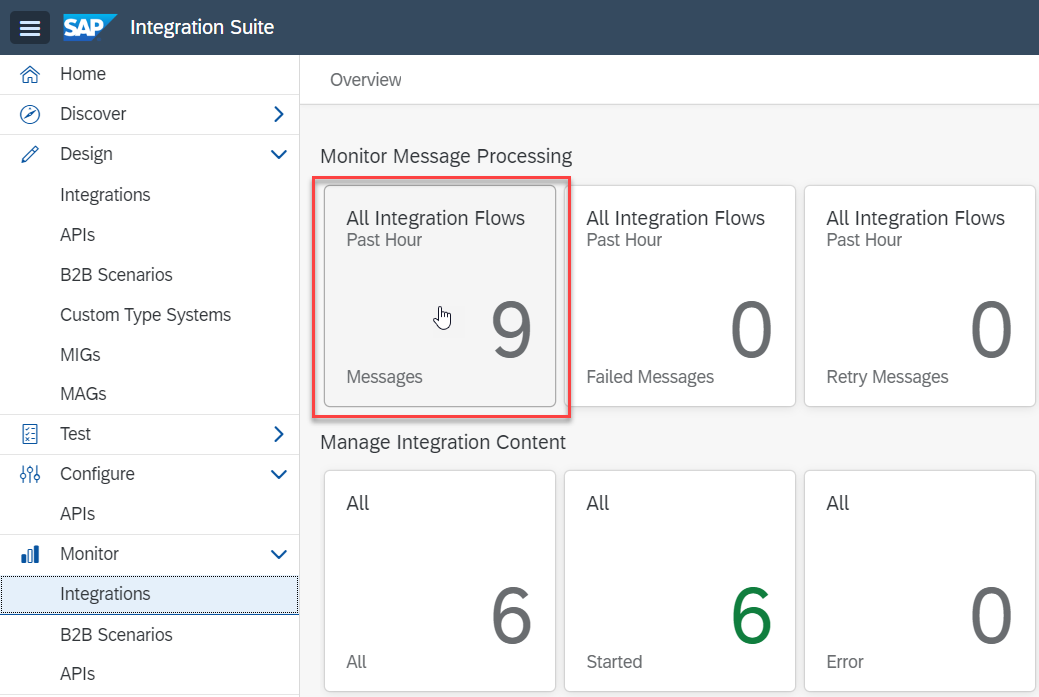 SAP Integration Suite
Home
Discover
Design
Integrations
APIs
B2B Scenarios
Custom Type Systems
MIGs
MAGs
Test
Configure
APIs
Monitor
Integrations
B2B Scenarios
APIs
Overview
Monitor Message Processing
All Integration Flows
Past Hour
9
Messages
All Integration Flows
Past Hour
0
Failed Messages
All Integration Flows
Past Hour
0
Retry Messages
Manage Integration Content
All
6
All
All
6
Started
All
0
Error